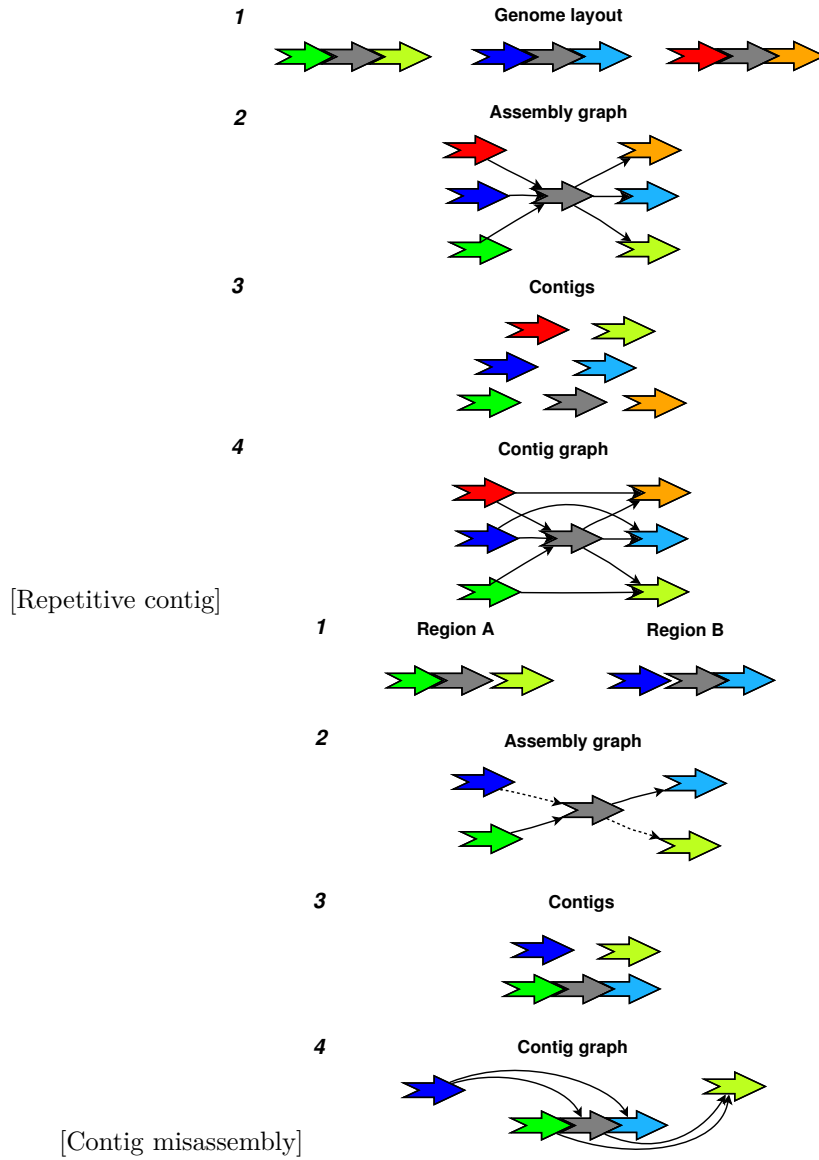 1 Genome layout
2 Assembly graph
3 Contigs
4 Contig graph
[Repetitive contig]
1 Region A Region B
2 Assembly graph
3 Contigs
4 Contig graph
[Contig misassembly]